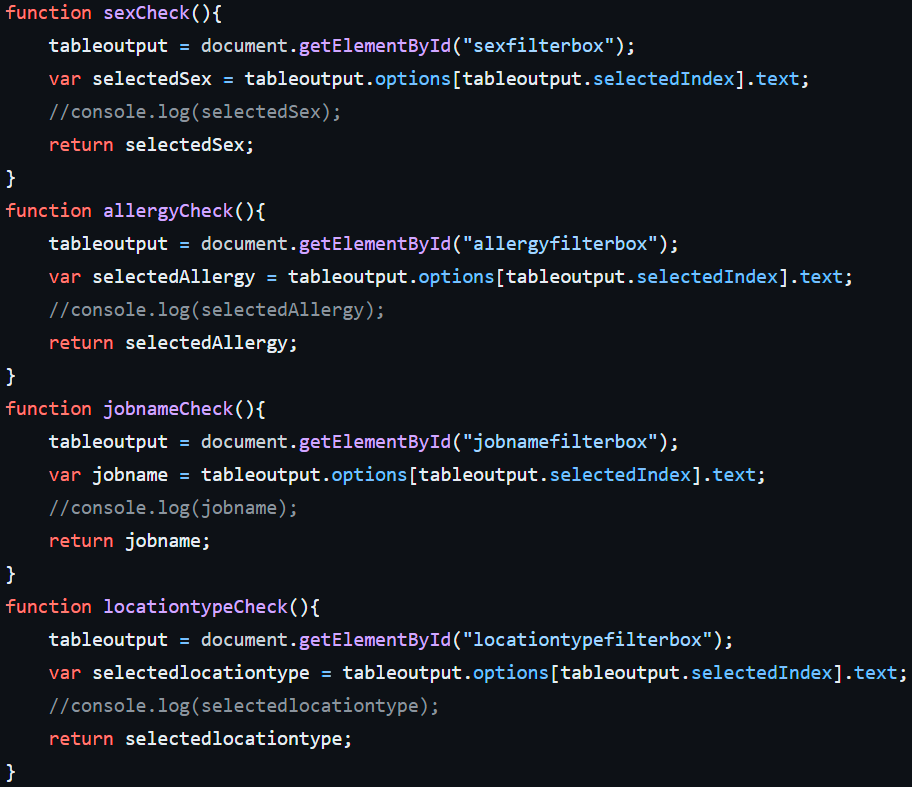 function sexCheck(){
    tableoutput = document.getElementById("sexfilterbox");
    var selectedSex = tableoutput.options[tableoutput.selectedIndex].text;
    //console.log(selectedSex);
    return selectedSex;
}
function allergyCheck(){
    tableoutput = document.getElementById("allergyfilterbox");
    var selectedAllergy = tableoutput.options[tableoutput.selectedIndex].text;
    //console.log(selectedAllergy);
    return selectedAllergy;
}
function jobnameCheck(){
    tableoutput = document.getElementById("jobnamefilterbox");
    var jobname = tableoutput.options[tableoutput.selectedIndex].text;
    //console.log(jobname);
    return jobname;
}
function locationtypeCheck(){
    tableoutput = document.getElementById("locationtypefilterbox");
    var selectedlocationtype = tableoutput.options[tableoutput.selectedIndex].text;
    //console.log(selectedlocationtype);
    return selectedlocationtype;
}